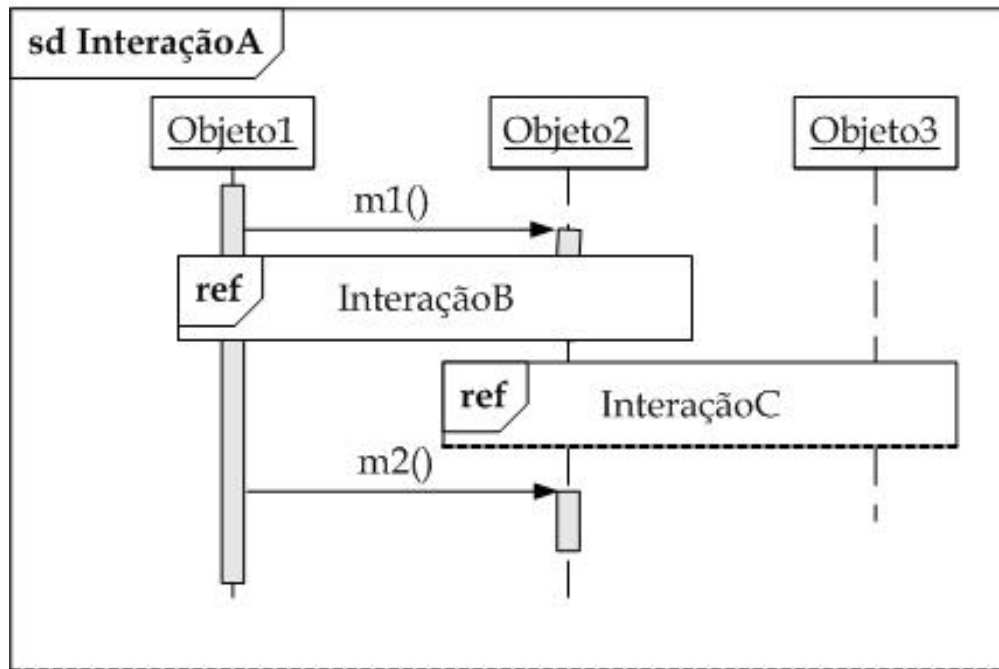 sd InteraçãoA
Objeto1
Objeto2
Objeto3
m1()
ref
InteraçãoB
ref
InteraçãoC
m2()